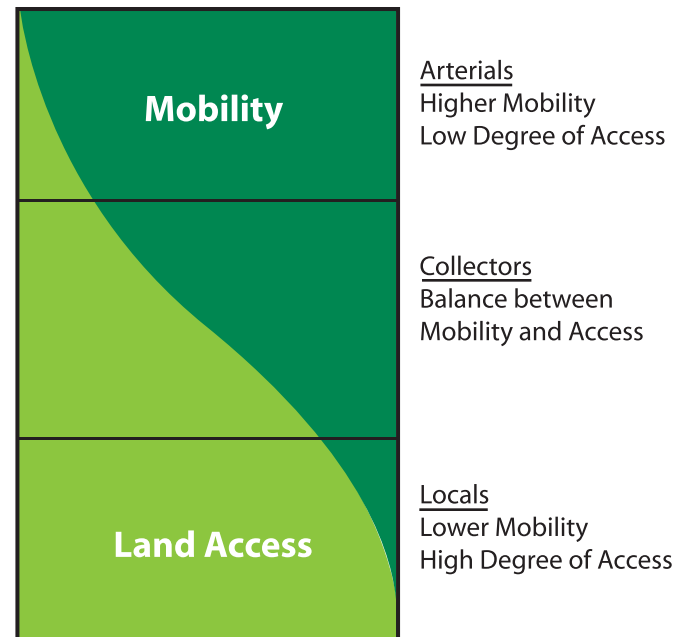 Mobility
Arterials
Higher Mobility
Low Degree of Access
Collectors
Balance between
Mobility and Access
Land Access
Locals
Lower Mobility
High Degree of Access